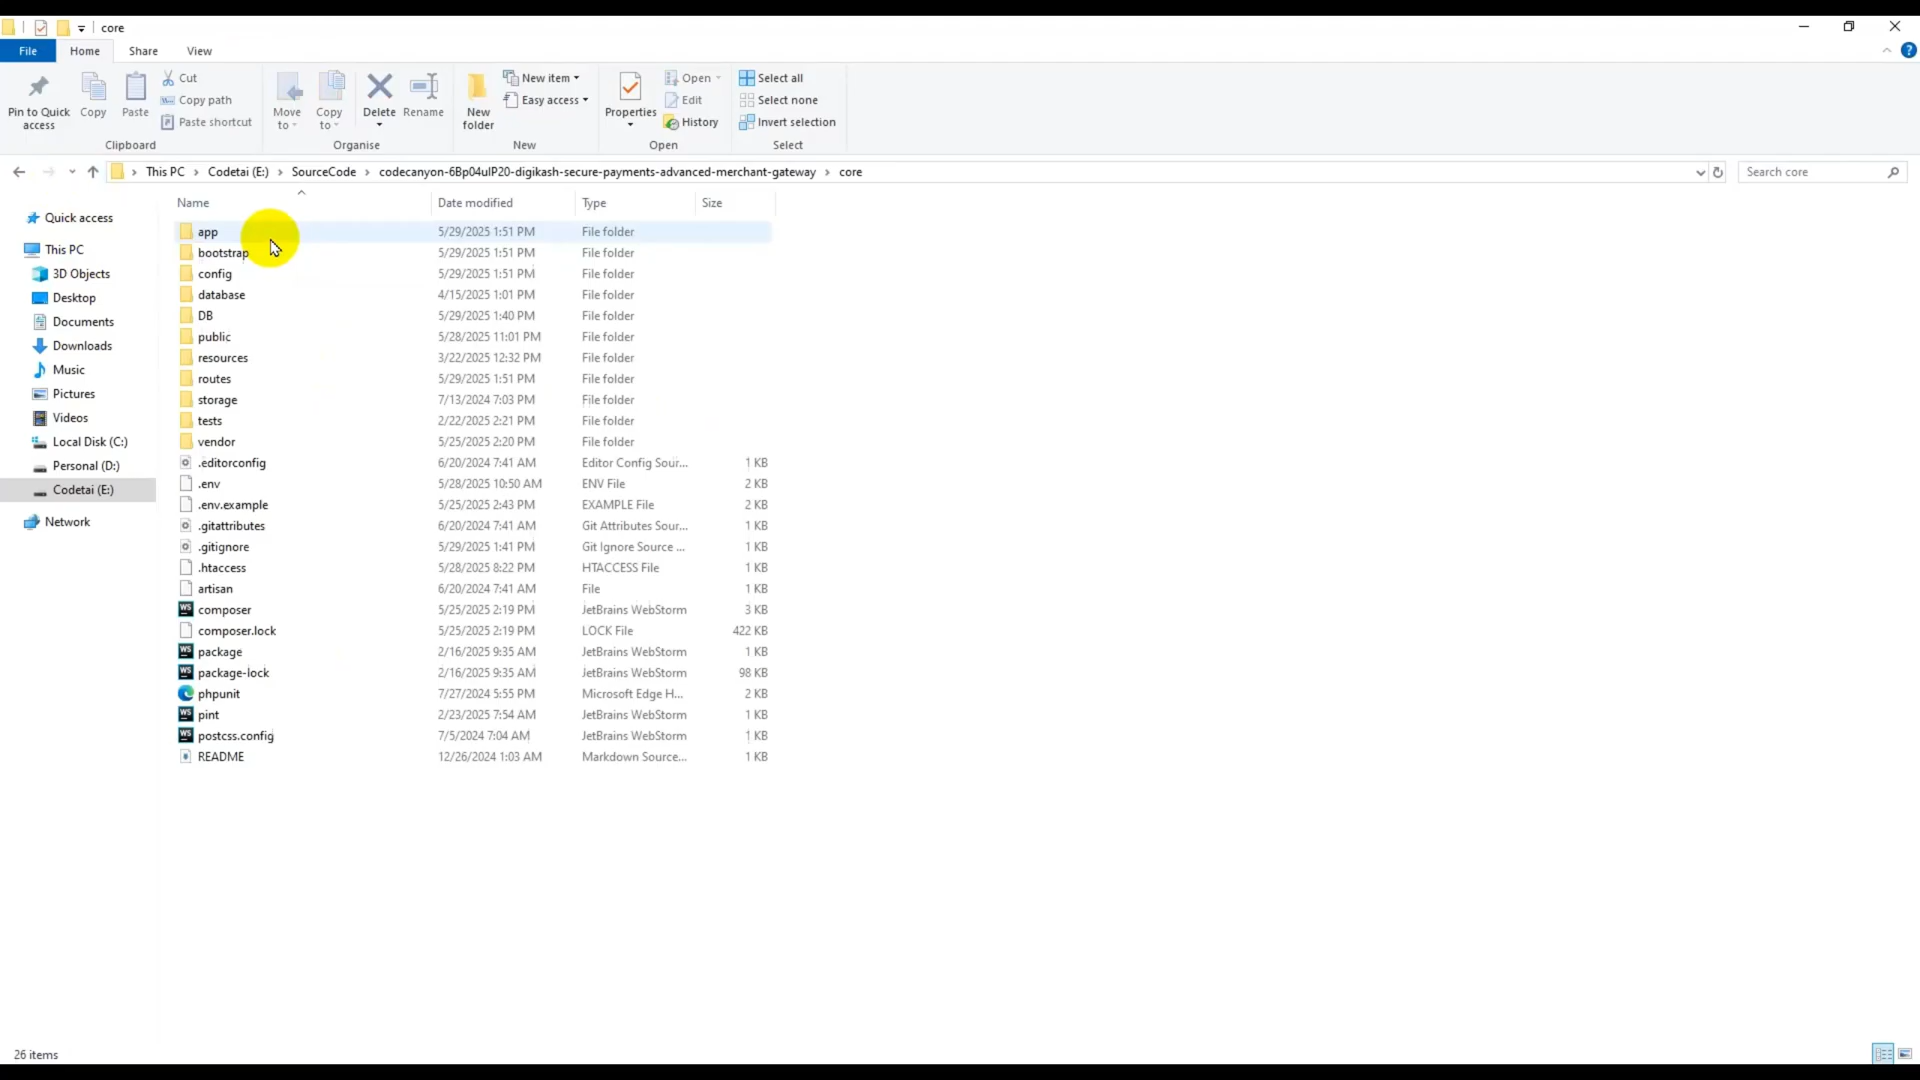 core
File Home Share View
Pin to Quick access
Copy
Paste
Cut
Copy path
Paste shortcut
Clipboard
Move to
Copy to
Delete
Rename
Organise
New folder
New item
Easy access
New
Properties
Open
Edit
History
Open
Select all
Select none
Invert selection
Select
This PC > Codetai (E:) > SourceCode > codecanyon-6Bp04ulP20-digikash-secure-payments-advanced-merchant-gateway > core
Search core
Quick access
This PC
3D Objects
Desktop
Documents
Downloads
Music
Pictures
Videos
Local Disk (C:)
Personal (D:)
Codetai (E:)
Network
Name Date modified Type Size
app 5/29/2025 1:51 PM File folder
bootstrap 5/29/2025 1:51 PM File folder
config 5/29/2025 1:51 PM File folder
database 4/15/2025 1:01 PM File folder
DB 5/29/2025 1:40 PM File folder
public 5/28/2025 11:01 PM File folder
resources 3/22/2025 12:32 PM File folder
routes 5/29/2025 1:51 PM File folder
storage 7/13/2024 7:03 PM File folder
tests 2/22/2025 2:21 PM File folder
vendor 5/25/2025 2:20 PM File folder
.editorconfig 6/20/2024 7:41 AM Editor Config Sour... 1 KB
.env 5/28/2025 10:50 AM ENV File 2 KB
.env.example 5/25/2025 2:43 PM EXAMPLE File 2 KB
.gitattributes 6/20/2024 7:41 AM Git Attributes Sour... 1 KB
.gitignore 5/29/2025 1:41 PM Git Ignore Source ... 1 KB
.htaccess 5/28/2025 8:22 PM HTACCESS File 1 KB
artisan 6/20/2024 7:41 AM File 1 KB
WS composer 5/25/2025 2:19 PM JetBrains WebStorm 3 KB
composer.lock 5/25/2025 2:19 PM LOCK File 422 KB
WS package 2/16/2025 9:35 AM JetBrains WebStorm 1 KB
WS package-lock 2/16/2025 9:35 AM JetBrains WebStorm 98 KB
phpunit 7/27/2024 5:55 PM Microsoft Edge H... 2 KB
WS pint 2/23/2025 7:54 AM JetBrains WebStorm 1 KB
WS postcss.config 7/5/2024 7:04 AM JetBrains WebStorm 1 KB
README 12/26/2024 1:03 AM Markdown Source... 1 KB
26 items